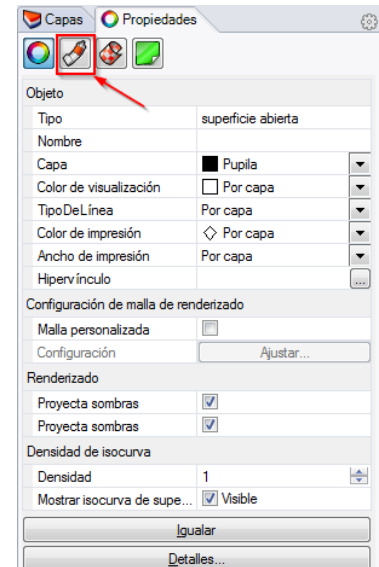 Capas Propiedades
Objeto
Tipo superficie abierta
Nombre
Capa Pupila
Color de visualización Por capa
TipoDeLínea Por capa
Color de impresión Por capa
Ancho de impresión Por capa
Hipervínculo ...
Configuración de malla de renderizado
Malla personalizada
Configuración Ajustar...
Renderizado
Proyecta sombras
Proyecta sombras
Densidad de isocurva
Densidad 1
Mostrar isocurva de supe... Visible
Igualar
Detalles...